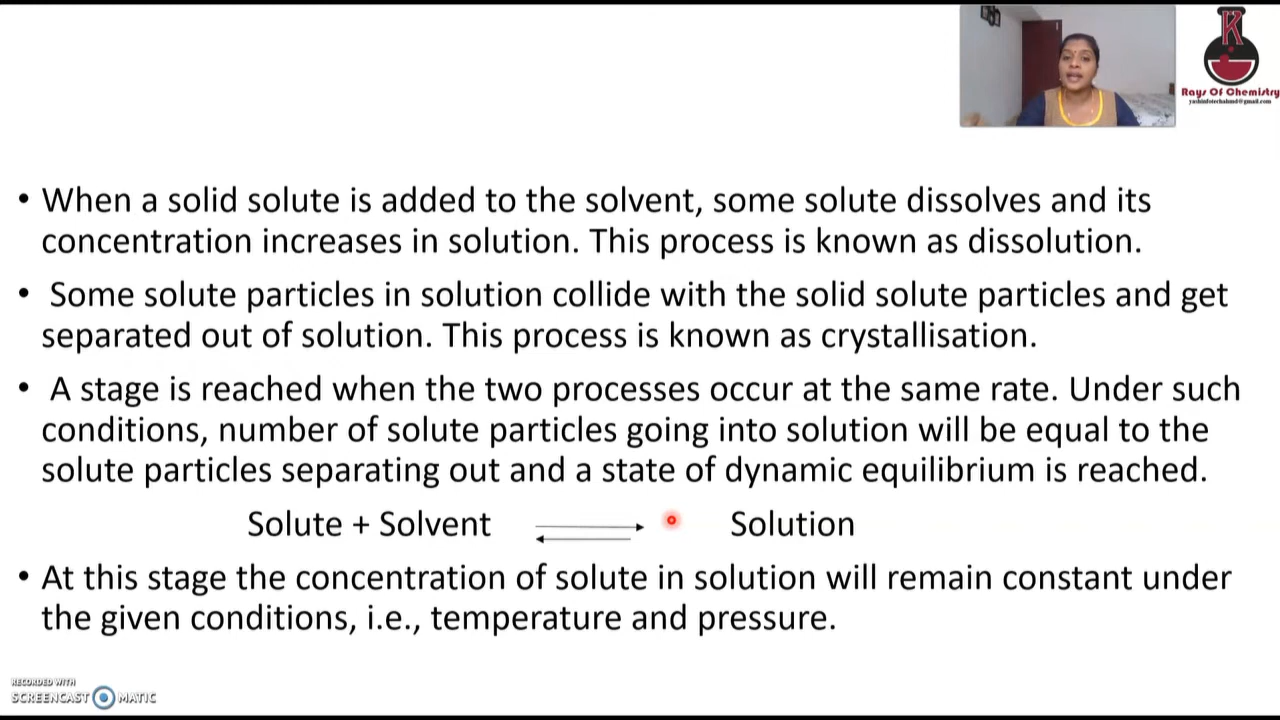 K
Rays Of Chemistry
yashinfotechalund@gmail.com
• When a solid solute is added to the solvent, some solute dissolves and its
concentration increases in solution. This process is known as dissolution.
• Some solute particles in solution collide with the solid solute particles and get
separated out of solution. This process is known as crystallisation.
• A stage is reached when the two processes occur at the same rate. Under such
conditions, number of solute particles going into solution will be equal to the
solute particles separating out and a state of dynamic equilibrium is reached.
Solute + Solvent ⇌ Solution
• At this stage the concentration of solute in solution will remain constant under
the given conditions, i.e., temperature and pressure.
RECORDED WITH
SCREENCAST MATIC